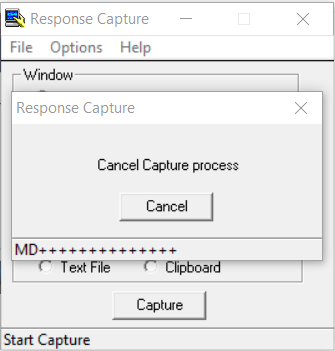 Response Capture
File Options Help
Window
Response Capture
Cancel Capture process
Cancel
MD++++++++++++++
Text File Clipboard
Capture
Start Capture